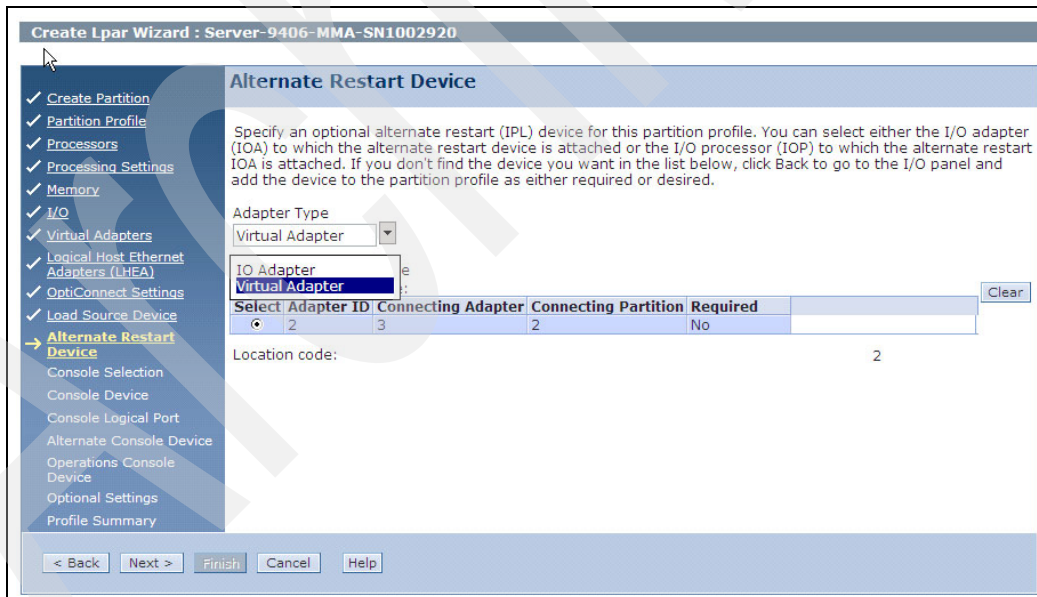 Create Lpar Wizard : Server-9406-MMA-SN1002920
Create Partition
Partition Profile
Processors
Processing Settings
Memory
I/O
Virtual Adapters
Logical Host Ethernet
Adapters (LHEA)
OptiConnect Settings
Load Source Device
Alternate Restart
Device
Console Selection
Console Device
Console Logical Port
Alternate Console Device
Operations Console
Device
Optional Settings
Profile Summary
Alternate Restart Device
Specify an optional alternate restart (IPL) device for this partition profile. You can select either the I/O adapter
(IOA) to which the alternate restart device is attached or the I/O processor (IOP) to which the alternate restart
IOA is attached. If you don't find the device you want in the list below, click Back to go to the I/O panel and
add the device to the partition profile as either required or desired.
Adapter Type
Virtual Adapter
IO Adapter
Virtual Adapter
e
:
Clear
Select Adapter ID Connecting Adapter Connecting Partition Required
2 3 2 No
Location code: 2
< Back Next > Finish Cancel Help